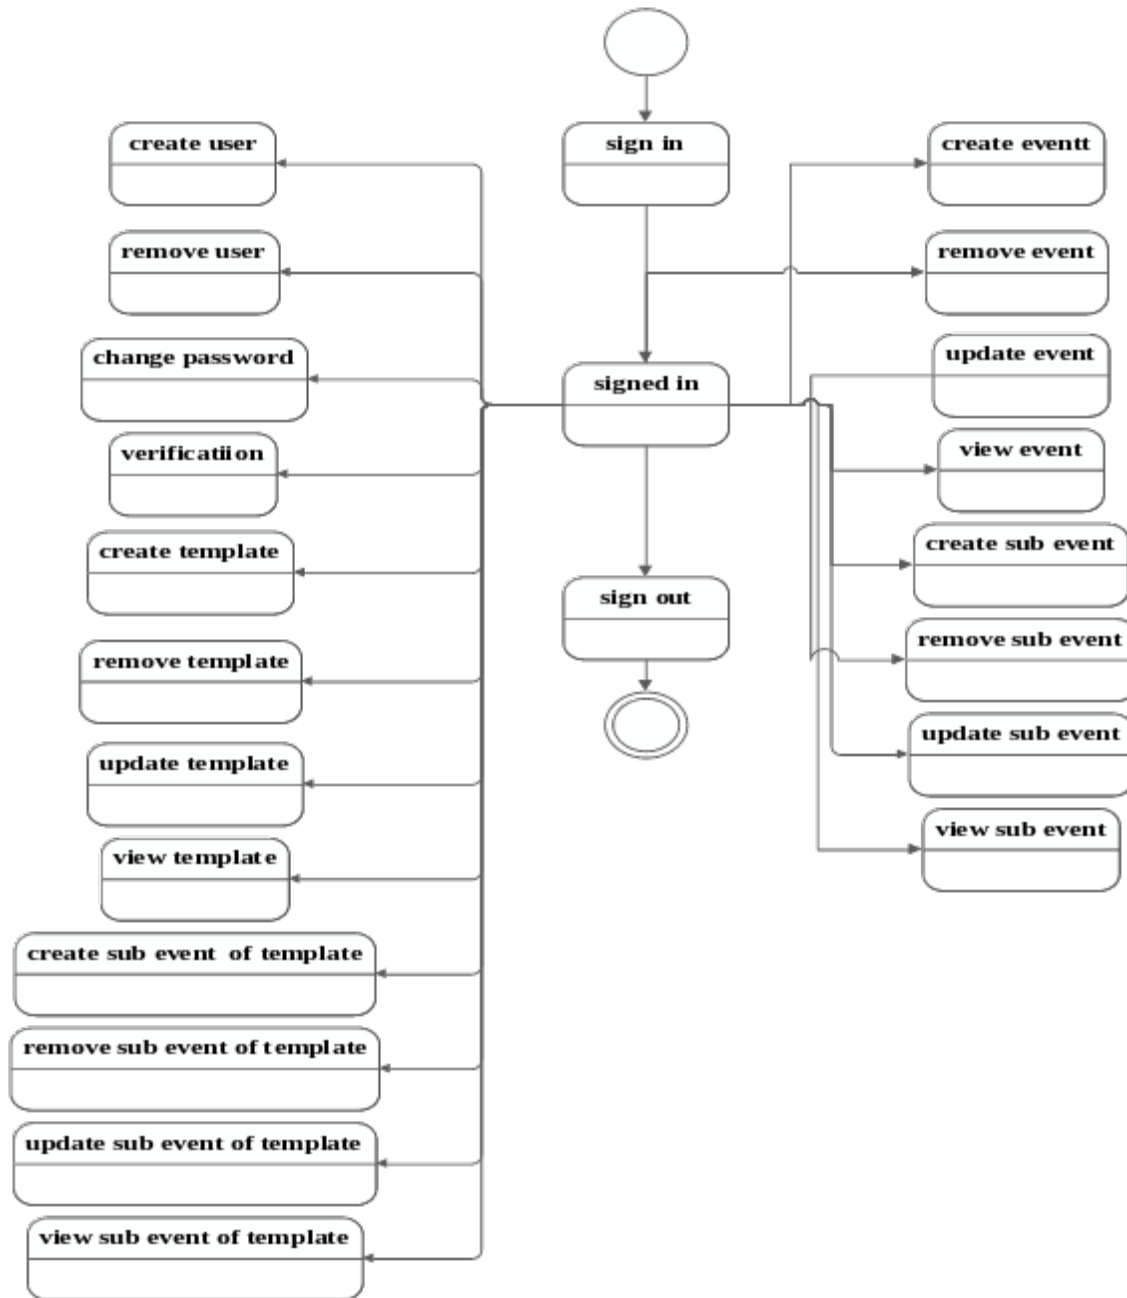 sign in
signed in
sign out
create user
remove user
change password
verificatiion
create template
remove template
update template
view template
create sub event of template
remove sub event of template
update sub event of template
view sub event of template
create eventt
remove event
update event
view event
create sub event
remove sub event
update sub event
view sub event